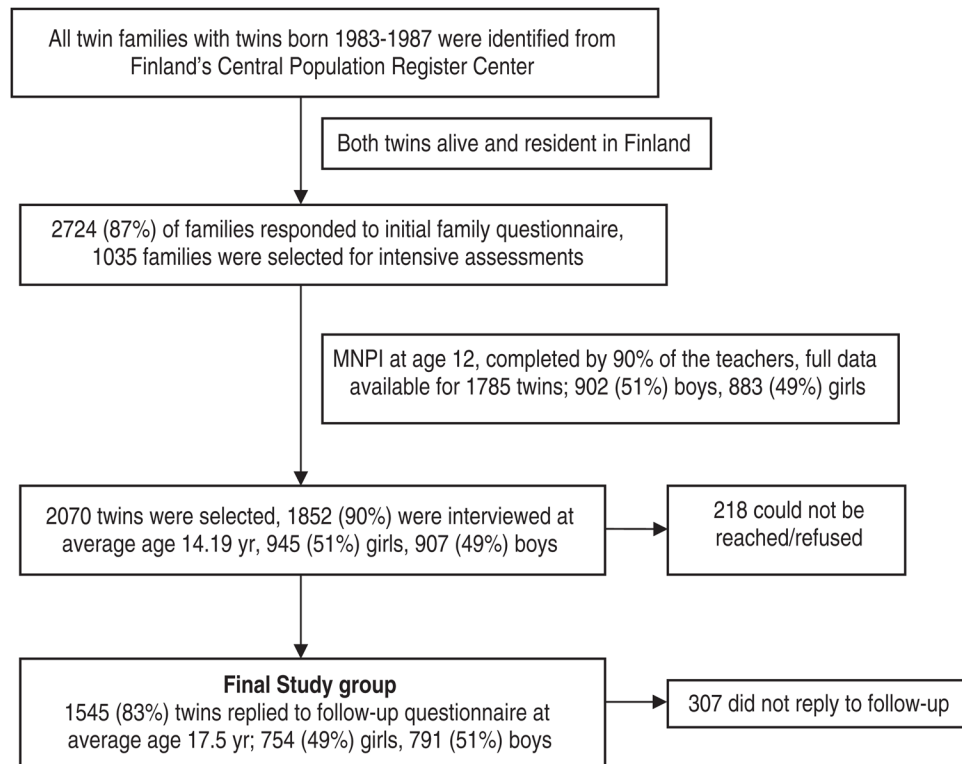 All twin families with twins born 1983-1987 were identified from
Finland's Central Population Register Center
Both twins alive and resident in Finland
2724 (87%) of families responded to initial family questionnaire,
1035 families were selected for intensive assessments
MNPI at age 12, completed by 90% of the teachers, full data
available for 1785 twins; 902 (51%) boys, 883 (49%) girls
2070 twins were selected, 1852 (90%) were interviewed at
average age 14.19 yr, 945 (51%) girls, 907 (49%) boys
218 could not be
reached/refused
Final Study group
1545 (83%) twins replied to follow-up questionnaire at
average age 17.5 yr; 754 (49%) girls, 791 (51%) boys
307 did not reply to follow-up